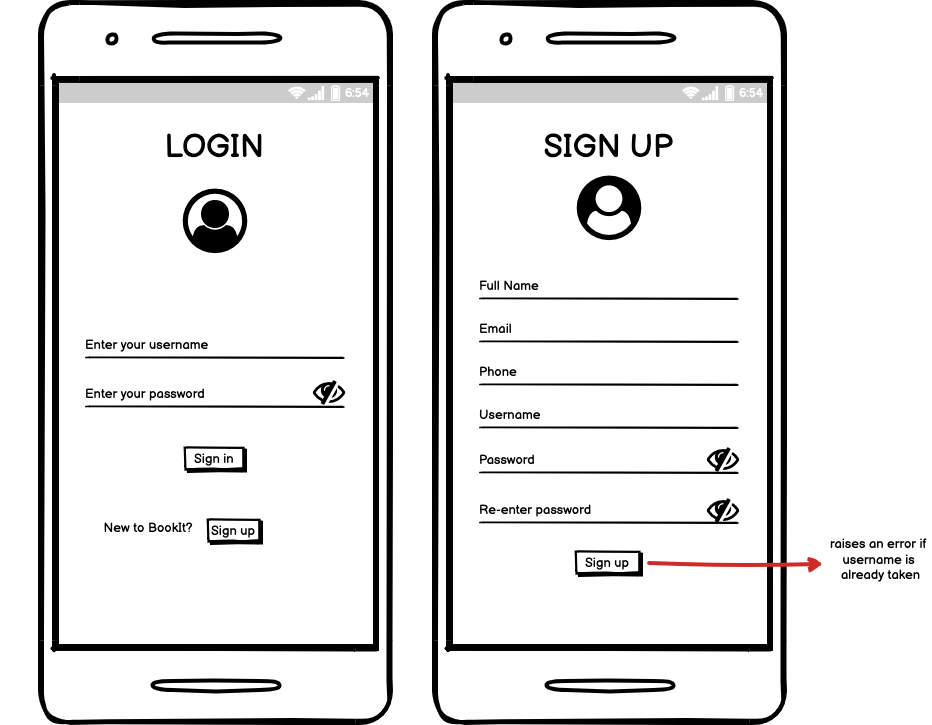 6:54
LOGIN
Enter your username
Enter your password
Sign in
New to BookIt? Sign up
6:54
SIGN UP
Full Name
Email
Phone
Username
Password
Re-enter password
Sign up
raises an error if
username is
already taken